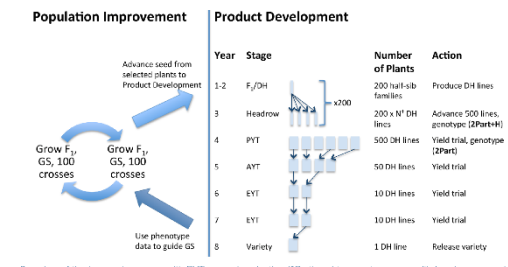 Population Improvement
Advance seed from
selected plants to
Product Development
Grow F1,
GS, 100
crosses
Grow F1,
GS, 100
crosses
Use phenotype
data to guide GS
Product Development
Year Stage Number of Plants Action
1-2 F1/DH 200 half-sib families Produce DH lines
x200
3 Headrow 200 x N* DH lines Advance 500 lines, genotype (2Part+H)
4 PYT 500 DH lines Yield trial, genotype (2Part)
5 AYT 50 DH lines Yield trial
6 EYT 10 DH lines Yield trial
7 EYT 10 DH lines Yield trial
8 Variety 1 DH line Release variety